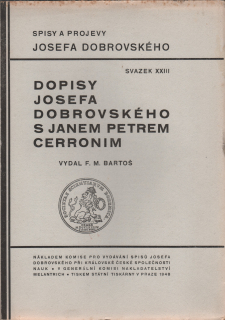 SPISY A PROJEVY
JOSEFA DOBROVSKÉHO
SVAZEK XXIII
DOPISY
JOSEFA
DOBROVSKÉHO
S JANEM PETREM
CERRONIM
VYDAL F. M. BARTOŠ
NÁKLADEM KOMISE PRO VYDÁVÁNÍ SPISŮ JOSEFA
DOBROVSKÉHO PŘI KRÁLOVSKÉ ČESKÉ SPOLEČNOSTI
NAUK • V GENERÁLNÍ KOMISI NAKLADATELSTVÍ
MELANTRICH • TISKEM STÁTNÍ TISKÁRNY V PRAZE 1948